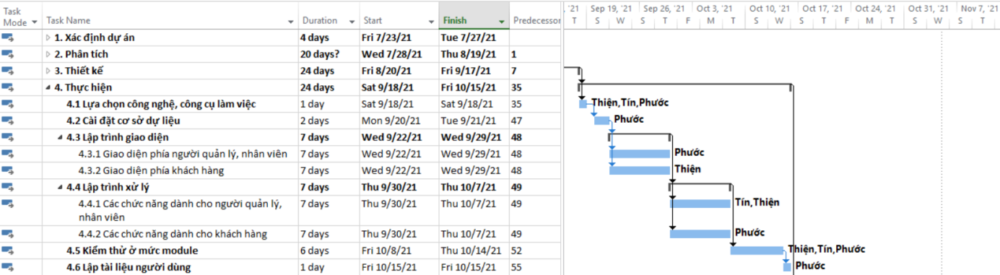 Task Mode Task Name Duration Start Finish Predecessor
, '21 Sep 19, '21 Sep 26, '21 Oct 3, '21 Oct 10, '21 Oct 17, '21 Oct 24, '21 Oct 31, '21 Nov 7, '21
T S W S T F M T S W S T F M T S W S T
1. Xác định dự án 4 days Fri 7/23/21 Tue 7/27/21
2. Phân tích 20 days? Wed 7/28/21 Thu 8/19/21 1
3. Thiết kế 24 days Fri 8/20/21 Fri 9/17/21 7
4. Thực hiện 24 days Sat 9/18/21 Fri 10/15/21 35
4.1 Lựa chọn công nghệ, công cụ làm việc 1 day Sat 9/18/21 Sat 9/18/21 35 Thiện,Tín,Phước
4.2 Cài đặt cơ sở dự liệu 2 days Mon 9/20/21 Tue 9/21/21 47 Phước
4.3 Lập trình giao diện 7 days Wed 9/22/21 Wed 9/29/21 48
4.3.1 Giao diện phía người quản lý, nhân viên 7 days Wed 9/22/21 Wed 9/29/21 48 Phước
4.3.2 Giao diện phía khách hàng 7 days Wed 9/22/21 Wed 9/29/21 48 Thiện
4.4 Lập trình xử lý 7 days Thu 9/30/21 Thu 10/7/21 49
4.4.1 Các chức năng dành cho người quản lý, 7 days Thu 9/30/21 Thu 10/7/21 49 Tín,Thiện
nhân viên
4.4.2 Các chức năng dành cho khách hàng 7 days Thu 9/30/21 Thu 10/7/21 49 Phước
4.5 Kiểm thử ở mức module 6 days Fri 10/8/21 Thu 10/14/21 52 Thiện,Tín,Phước
4.6 Lập tài liệu người dùng 1 day Fri 10/15/21 Fri 10/15/21 55 Phước